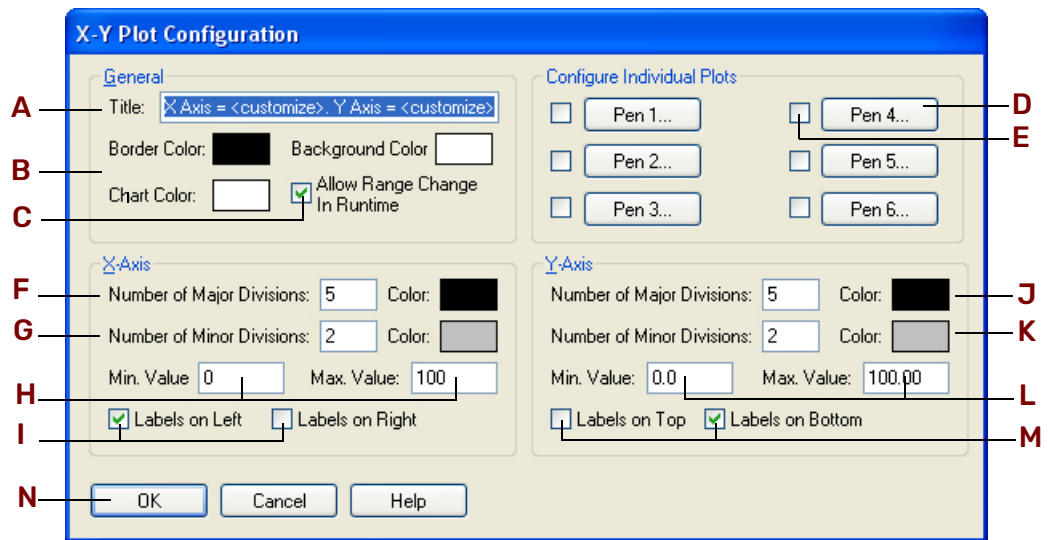 X-Y Plot Configuration
General
A
Title: X Axis = <customize>. Y Axis = <customize>
B
Border Color: Background Color
Chart Color: Allow Range Change
In Runtime
C
Configure Individual Plots
Pen 1... Pen 4...
D
E
Pen 2... Pen 5...
Pen 3... Pen 6...
X-Axis
F
Number of Major Divisions: 5 Color:
G
Number of Minor Divisions: 2 Color:
Min. Value 0 Max. Value: 100
H
Labels on Left Labels on Right
I
Y-Axis
Number of Major Divisions: 5 Color:
J
Number of Minor Divisions: 2 Color:
K
Min. Value: 0.0 Max. Value: 100.00
L
Labels on Top Labels on Bottom
M
N
OK Cancel Help